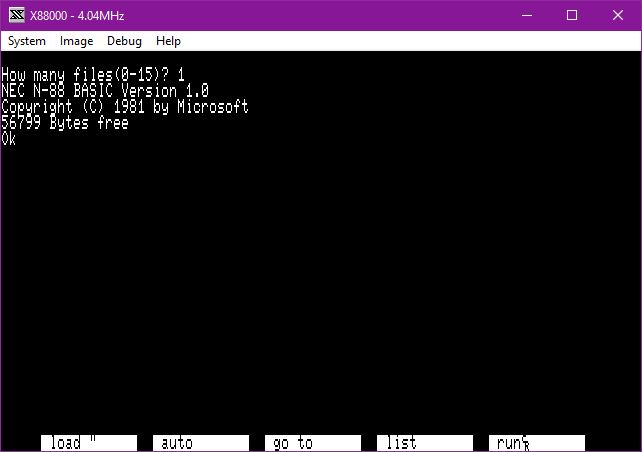 X88000 - 4.04MHz
System Image Debug Help
How many files(0-15)? 1
NEC N-88 BASIC Version 1.0
Copyright (C) 1981 by Microsoft
56799 Bytes free
Ok
load " auto go to list run